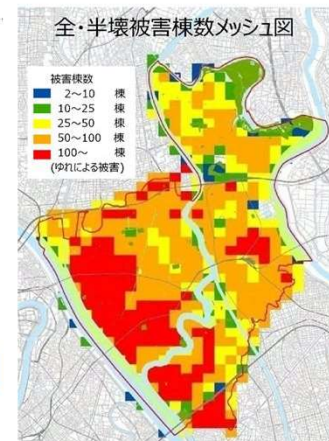 全・半壊被害棟数メッシュ図
被害棟数
2～10 棟
10～25 棟
25～50 棟
50～100 棟
100～ 棟
(ゆれによる被害)